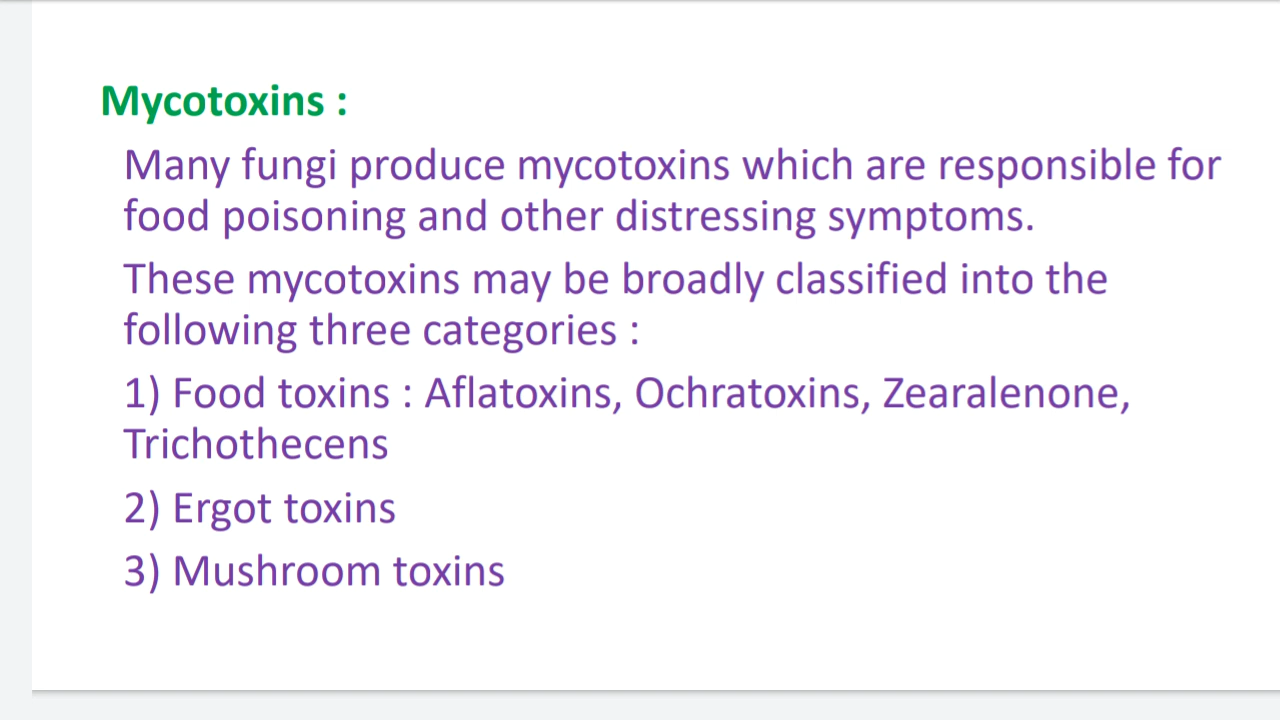 Mycotoxins :
Many fungi produce mycotoxins which are responsible for
food poisoning and other distressing symptoms.
These mycotoxins may be broadly classified into the
following three categories :
1) Food toxins : Aflatoxins, Ochratoxins, Zearalenone,
Trichothecens
2) Ergot toxins
3) Mushroom toxins